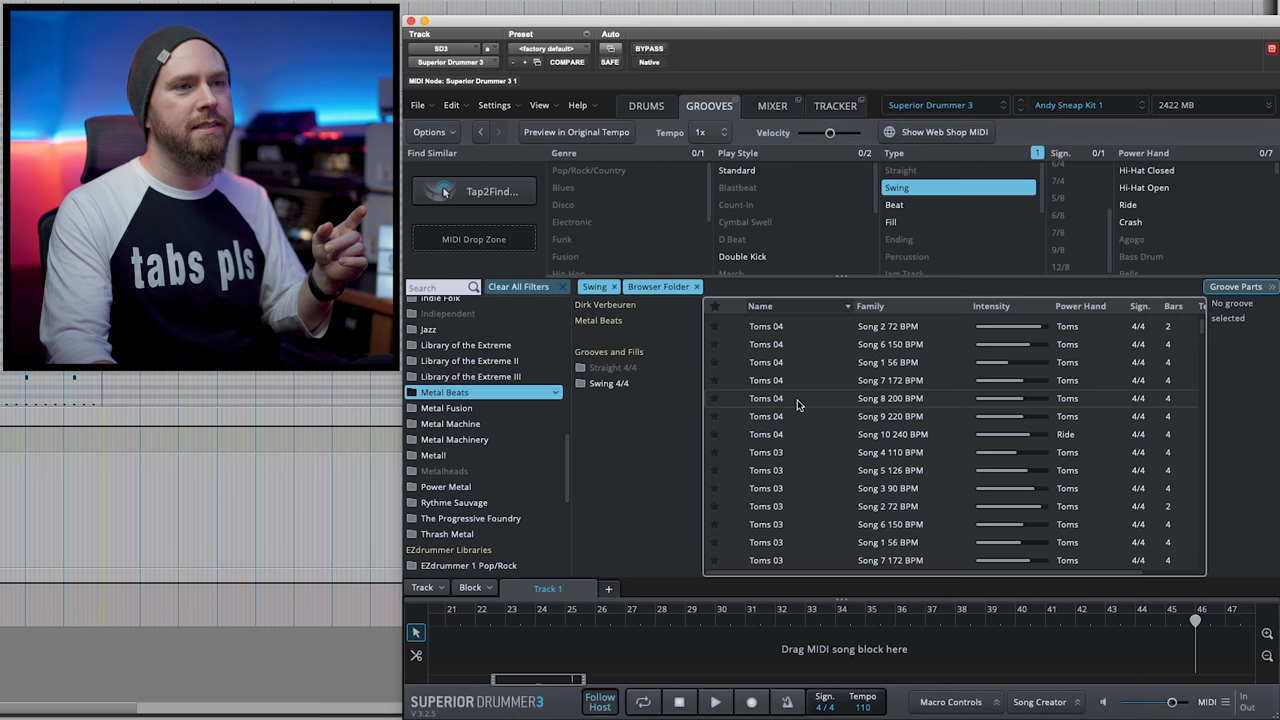 tabs pls
Track Preset Auto
SD3 a <factory default>
BYPASS
Superior Drummer 3 - + COMPARE SAFE Native
MIDI Node: Superior Drummer 3 1
File Edit Settings View Help DRUMS GROOVES MIXER TRACKER Superior Drummer 3 Andy Sneap Kit 1 2422 MB
Options Preview in Original Tempo Tempo 1x Velocity Show Web Shop MIDI
Find Similar Genre 0/1 Play Style 0/2 Type 1 Sign. 0/1 Power Hand 0/7
Tap2Find...
MIDI Drop Zone
Pop/Rock/Country
Blues
Disco
Electronic
Funk
Fusion
Hip Hop
Standard
Blastbeat
Count-In
Cymbal Swell
D Beat
Double Kick
March
Straight
Swing
Beat
Fill
Ending
Percussion
Jam Track
6/4
7/4
5/8
6/8
7/8
9/8
12/8
Hi-Hat Closed
Hi-Hat Open
Ride
Crash
Agogo
Bass Drum
Bells
Search Clear All Filters × Swing × Browser Folder × Groove Parts »
Indie Folk
Indiependent
Jazz
Library of the Extreme
Library of the Extreme II
Library of the Extreme III
Metal Beats
Metal Fusion
Metal Machine
Metal Machinery
Metal!
Metalheads
Power Metal
Rythme Sauvage
The Progressive Foundry
Thrash Metal
EZdrummer Libraries
EZdrummer 1 Pop/Rock
Dirk Verbeuren
Metal Beats
Grooves and Fills
Straight 4/4
Swing 4/4
Name Family Intensity Power Hand Sign. Bars
Toms 04 Song 2 72 BPM Toms 4/4 2
Toms 04 Song 6 150 BPM Toms 4/4 4
Toms 04 Song 1 56 BPM Toms 4/4 4
Toms 04 Song 7 172 BPM Toms 4/4 4
Toms 04 Song 8 200 BPM Toms 4/4 4
Toms 04 Song 9 220 BPM Toms 4/4 4
Toms 04 Song 10 240 BPM Ride 4/4 4
Toms 03 Song 4 110 BPM Toms 4/4 4
Toms 03 Song 5 126 BPM Toms 4/4 4
Toms 03 Song 3 90 BPM Toms 4/4 4
Toms 03 Song 2 72 BPM Toms 4/4 2
Toms 03 Song 6 150 BPM Toms 4/4 4
Toms 03 Song 1 56 BPM Toms 4/4 4
Toms 03 Song 7 172 BPM Toms 4/4 4
No groove
selected
Track Block Track 1 +
21 22 23 24 25 26 27 28 29 30 31 32 33 34 35 36 37 38 39 40 41 42 43 44 45 46 47
Drag MIDI song block here
SUPERIOR DRUMMER 3
V 3.2.5
Follow
Host
Sign.
4 / 4
Tempo
110
Macro Controls Song Creator MIDI
In
Out